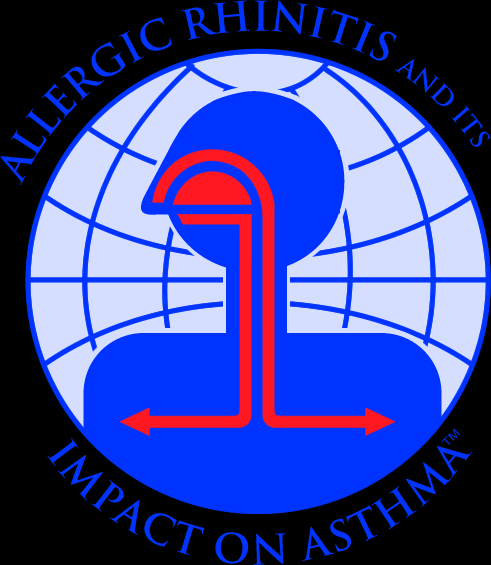 ALLERGIC RHINITIS AND ITS
IMPACT ON ASTHMA™